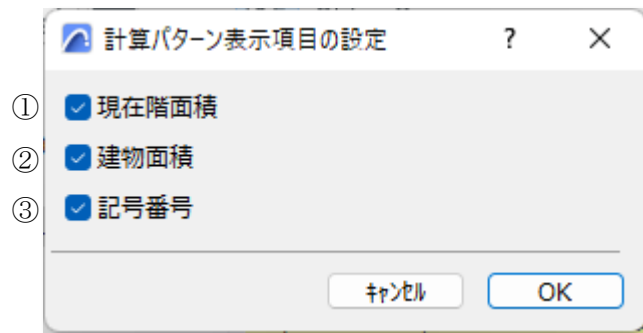 計算パターン表示項目の設定 ? ×
① 現在階面積
② 建物面積
③ 記号番号
ｷｬﾝｾﾙ OK